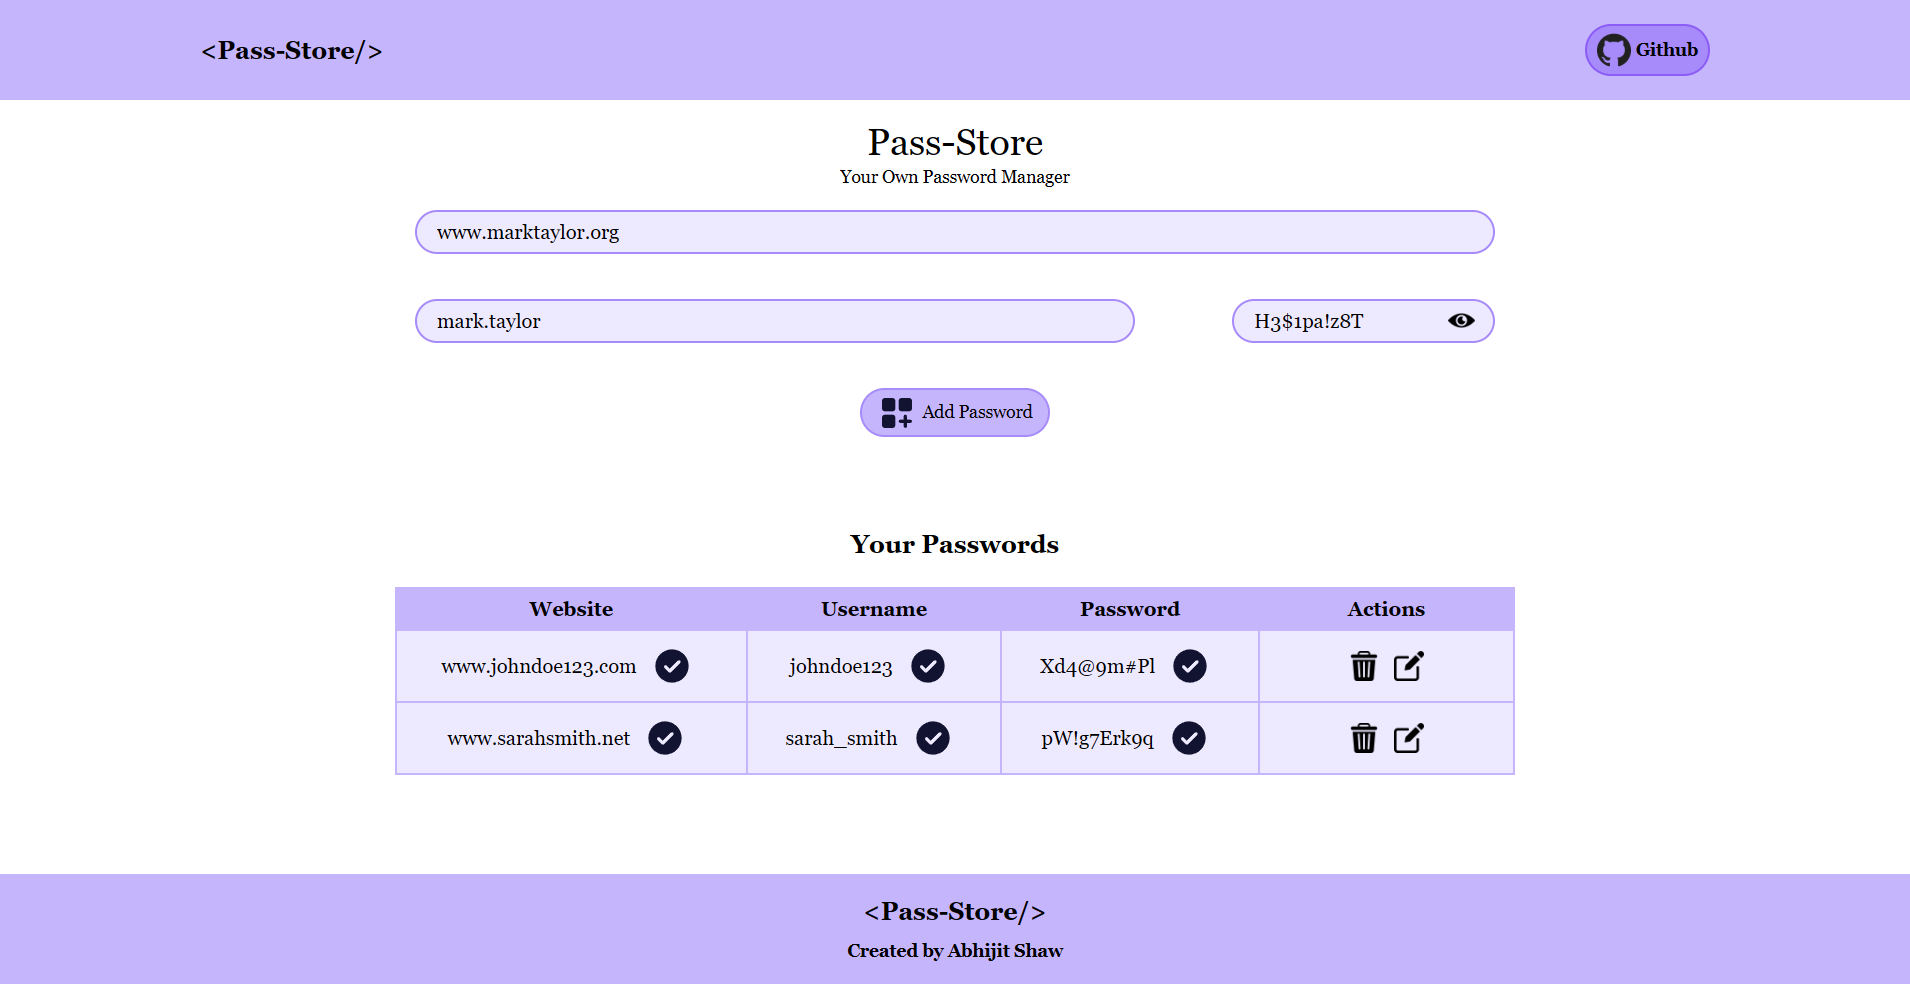 <Pass-Store/>
Github
Pass-Store
Your Own Password Manager
www.marktaylor.org
mark.taylor
H3$1pa!z8T
Add Password
Your Passwords
Website Username Password Actions
www.johndoe123.com johndoe123 Xd4@9m#Pl
www.sarahsmith.net sarah_smith pW!g7Erk9q
<Pass-Store/>
Created by Abhijit Shaw